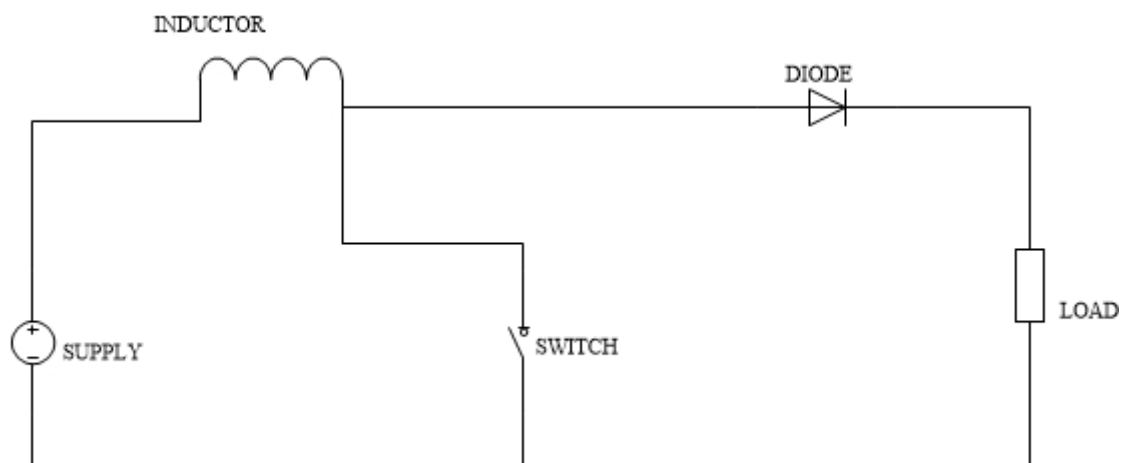 INDUCTOR
DIODE
LOAD
+
−
SUPPLY
SWITCH